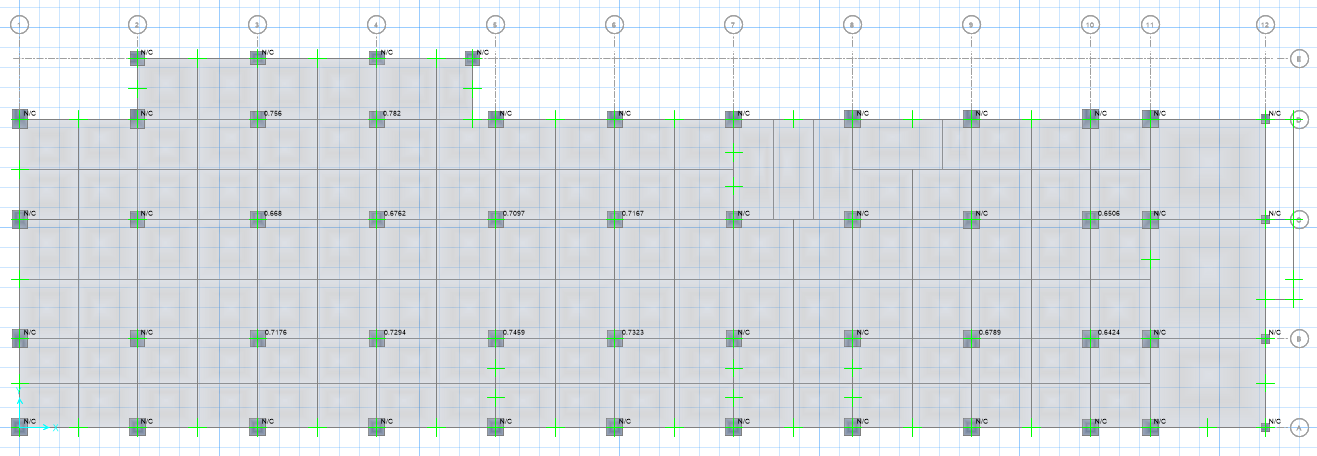 1 2 3 4 5 6 7 8 9 10 11 12
N/C N/C N/C N/C E
N/C N/C 0.756 0.782 N/C N/C N/C N/C N/C N/C N/C N/C D
N/C N/C 0.668 0.6762 0.7097 0.7167 N/C N/C N/C 0.6506 N/C N/C C
N/C N/C 0.7176 0.7294 0.7459 0.7323 N/C N/C 0.6789 0.6424 N/C N/C B
Y
X
N/C N/C N/C N/C N/C N/C N/C N/C N/C N/C N/C N/C A